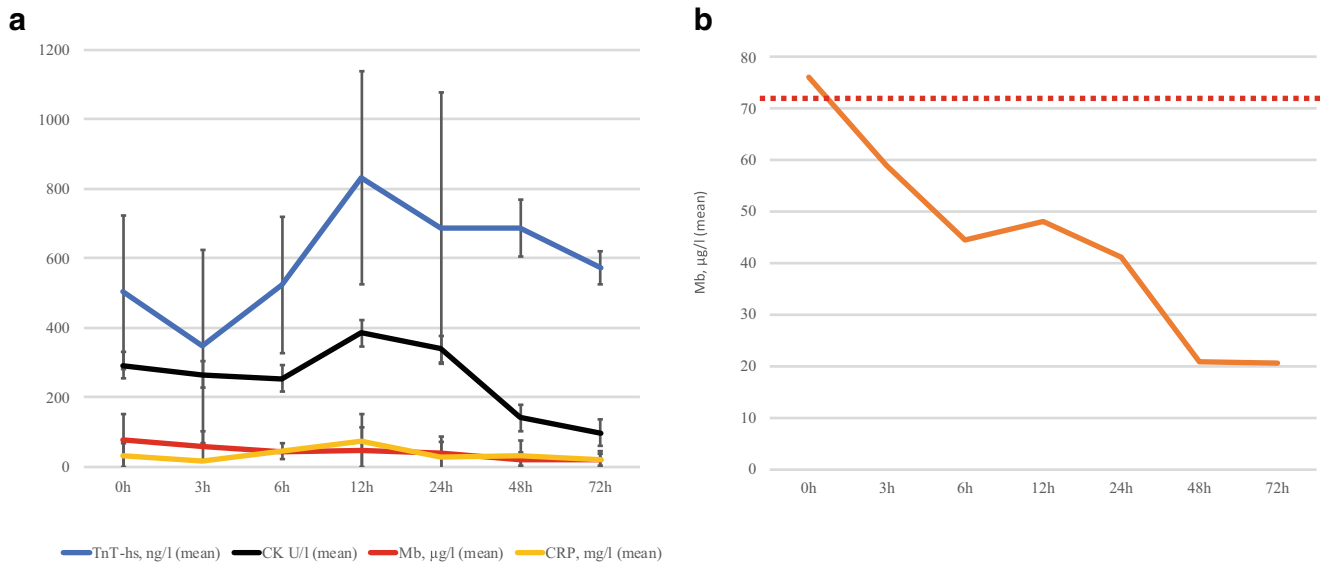 a
1200
1000
800
600
400
200
0
0h 3h 6h 12h 24h 48h 72h
TnT-hs, ng/l (mean) CK U/l (mean) Mb, µg/l (mean) CRP, mg/l (mean)
b
80
70
60
50
40
30
20
10
0
Mb, µg/l (mean)
0h 3h 6h 12h 24h 48h 72h